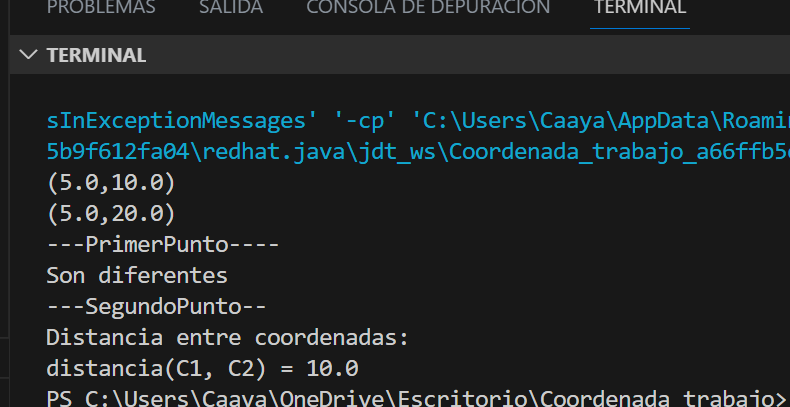 PROBLEMAS SALIDA CONSOLA DE DEPURACIÓN TERMINAL
TERMINAL
sInExceptionMessages' '-cp' 'C:\Users\Caaya\AppData\Roamin
5b9f612fa04\redhat.java\jdt_ws\Coordenada_trabajo_a66ffb5
(5.0,10.0)
(5.0,20.0)
---PrimerPunto----
Son diferentes
---SegundoPunto--
Distancia entre coordenadas:
distancia(C1, C2) = 10.0
PS C:\Users\Caaya\OneDrive\Escritorio\Coordenada_trabajo>